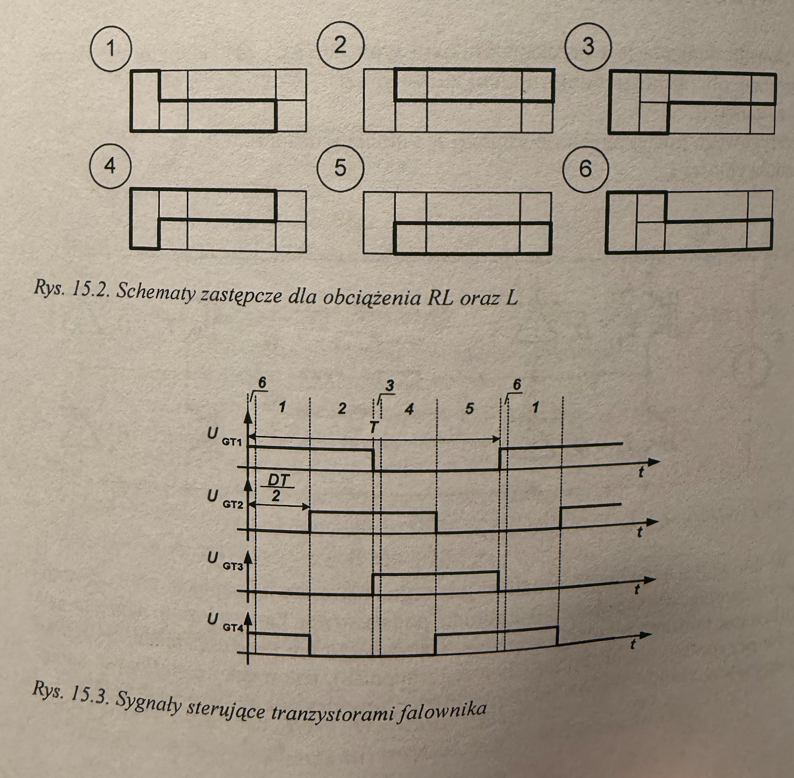 1 2 3
4 5 6
Rys. 15.2. Schematy zastępcze dla obciążenia RL oraz L
6 3 6
1 2 4 5 1
T
U GT1
t
DT
2
U GT2
t
U GT3
t
U GT4
t
Rys. 15.3. Sygnały sterujące tranzystorami falownika